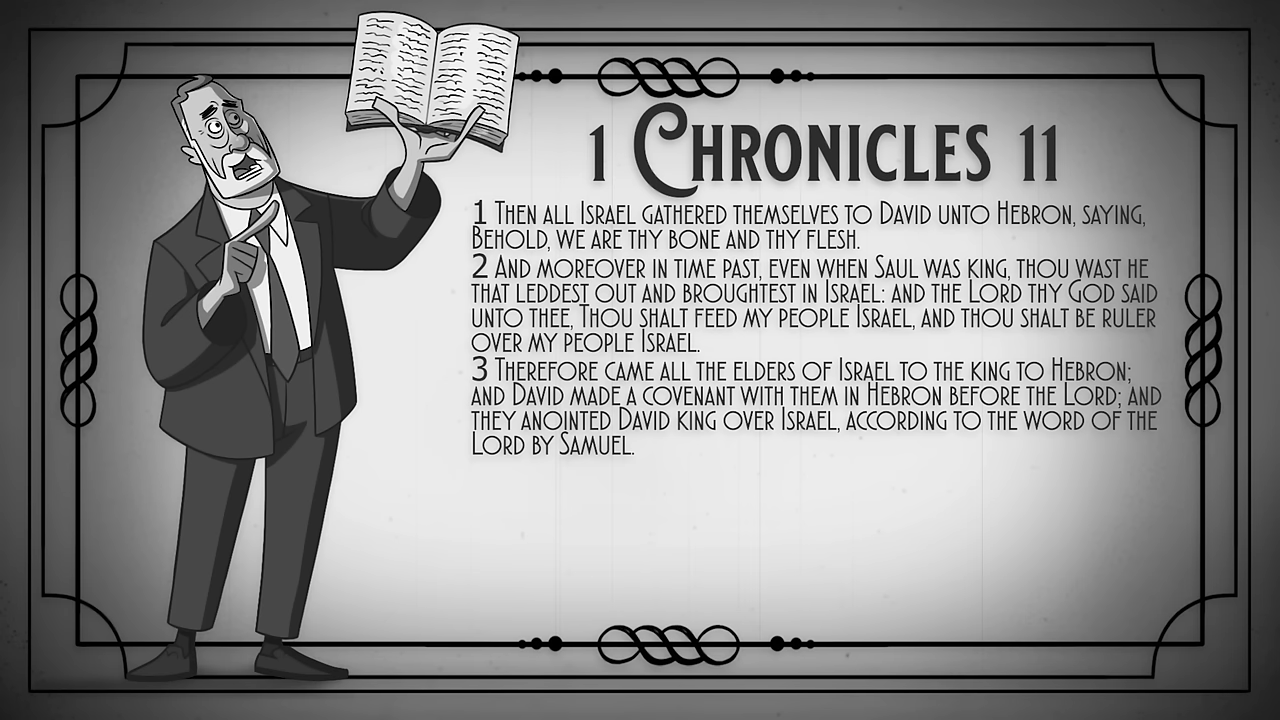 1 Chronicles 11
1 Then all Israel gathered themselves to David unto Hebron, saying,
Behold, we are thy bone and thy flesh.
2 And moreover in time past, even when Saul was king, thou wast he
that leddest out and broughtest in Israel: and the Lord thy God said
unto thee, Thou shalt feed my people Israel, and thou shalt be ruler
over my people Israel.
3 Therefore came all the elders of Israel to the king to Hebron;
and David made a covenant with them in Hebron before the Lord; and
they anointed David king over Israel, according to the word of the
Lord by Samuel.